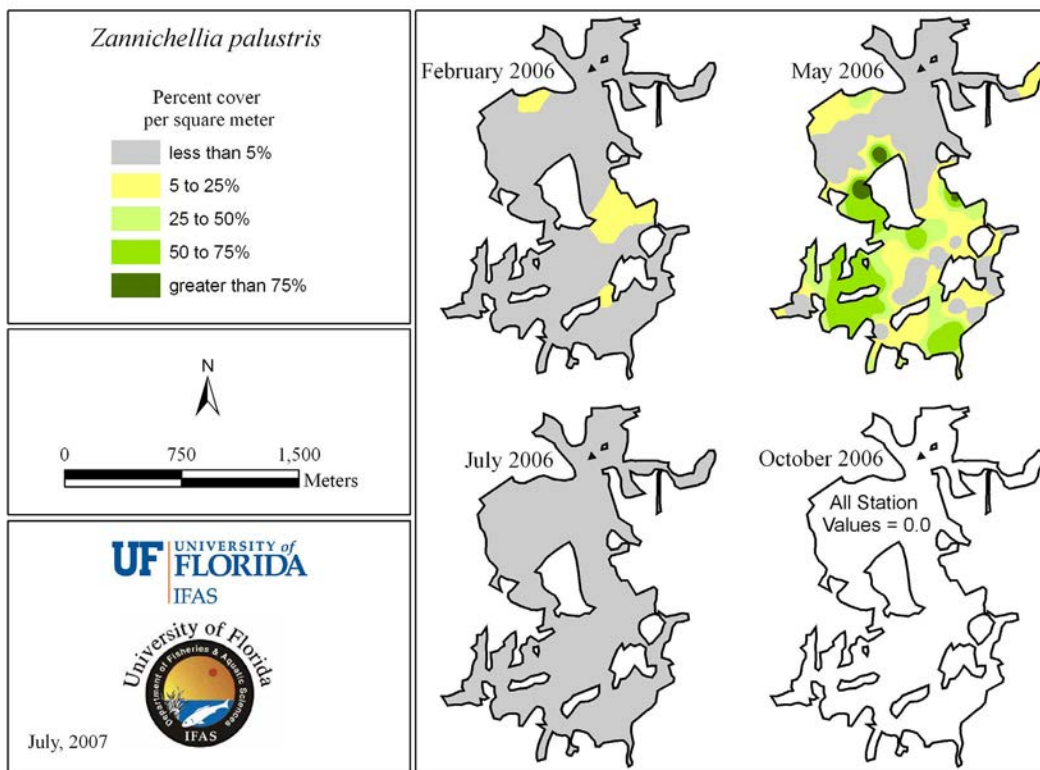 Zannichellia palustris
Percent cover
per square meter
less than 5%
5 to 25%
25 to 50%
50 to 75%
greater than 75%
N
0 750 1,500
Meters
UF UNIVERSITY of
FLORIDA
IFAS
University of Florida
Department of Fisheries & Aquatic Sciences
IFAS
July, 2007
February 2006
May 2006
July 2006
October 2006
All Station
Values = 0.0